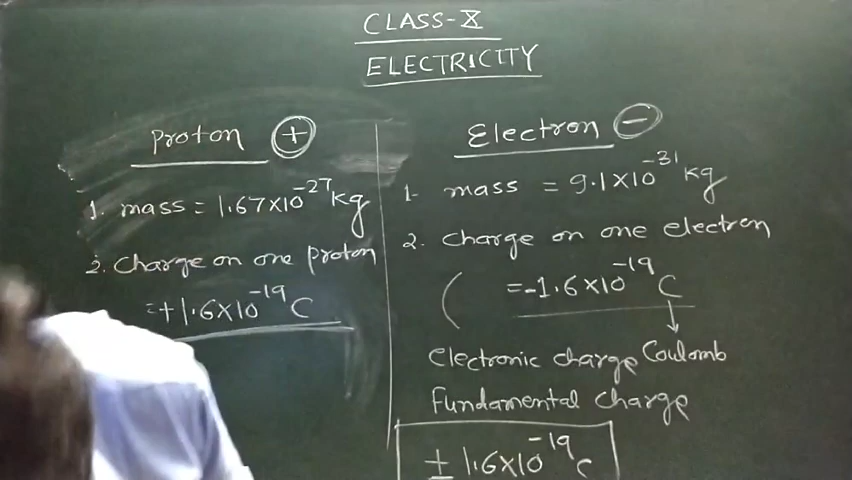 CLASS-X
ELECTRICITY
Proton +
1. mass = 1.67×10⁻²⁷ kg
2. charge on one proton
=+1.6×10⁻¹⁹ C
Electron −
1. mass = 9.1×10⁻³¹ kg
2. charge on one electron
=-1.6×10⁻¹⁹ C
electronic charge Coulomb
Fundamental charge
± 1.6×10⁻¹⁹ C